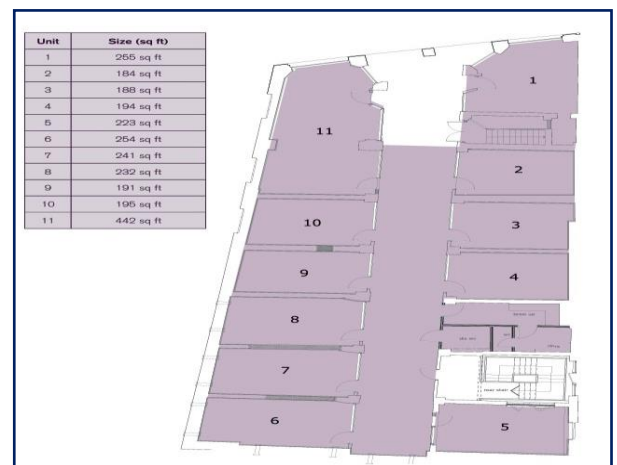 Unit Size (sq ft)
1 255 sq ft
2 184 sq ft
3 188 sq ft
4 194 sq ft
5 223 sq ft
6 254 sq ft
7 241 sq ft
8 232 sq ft
9 191 sq ft
10 195 sq ft
11 442 sq ft
1
11
2
10
3
9
4
8
7
6
5